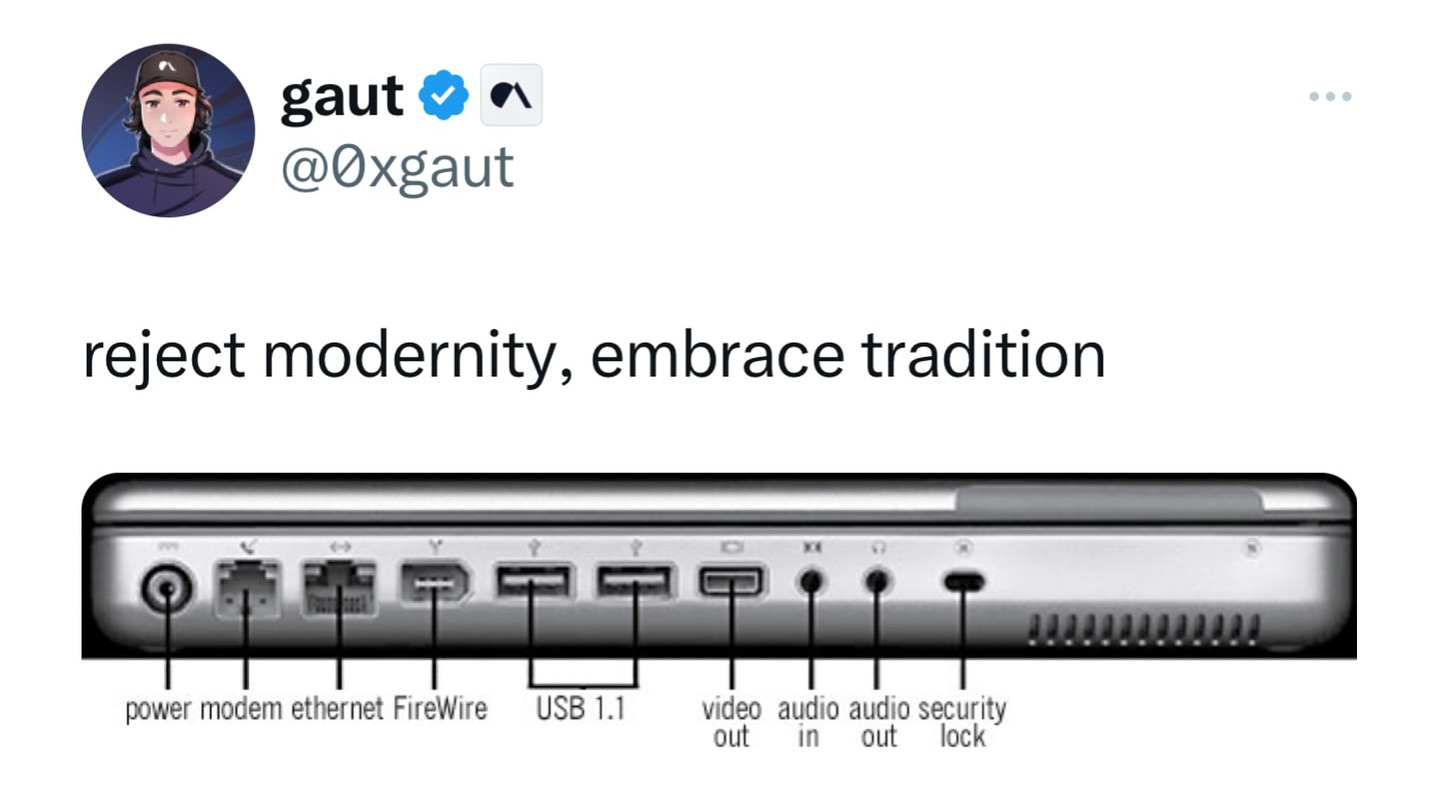 gaut
@0xgaut
reject modernity, embrace tradition
power modem ethernet FireWire USB 1.1 video audio audio security
out in out lock